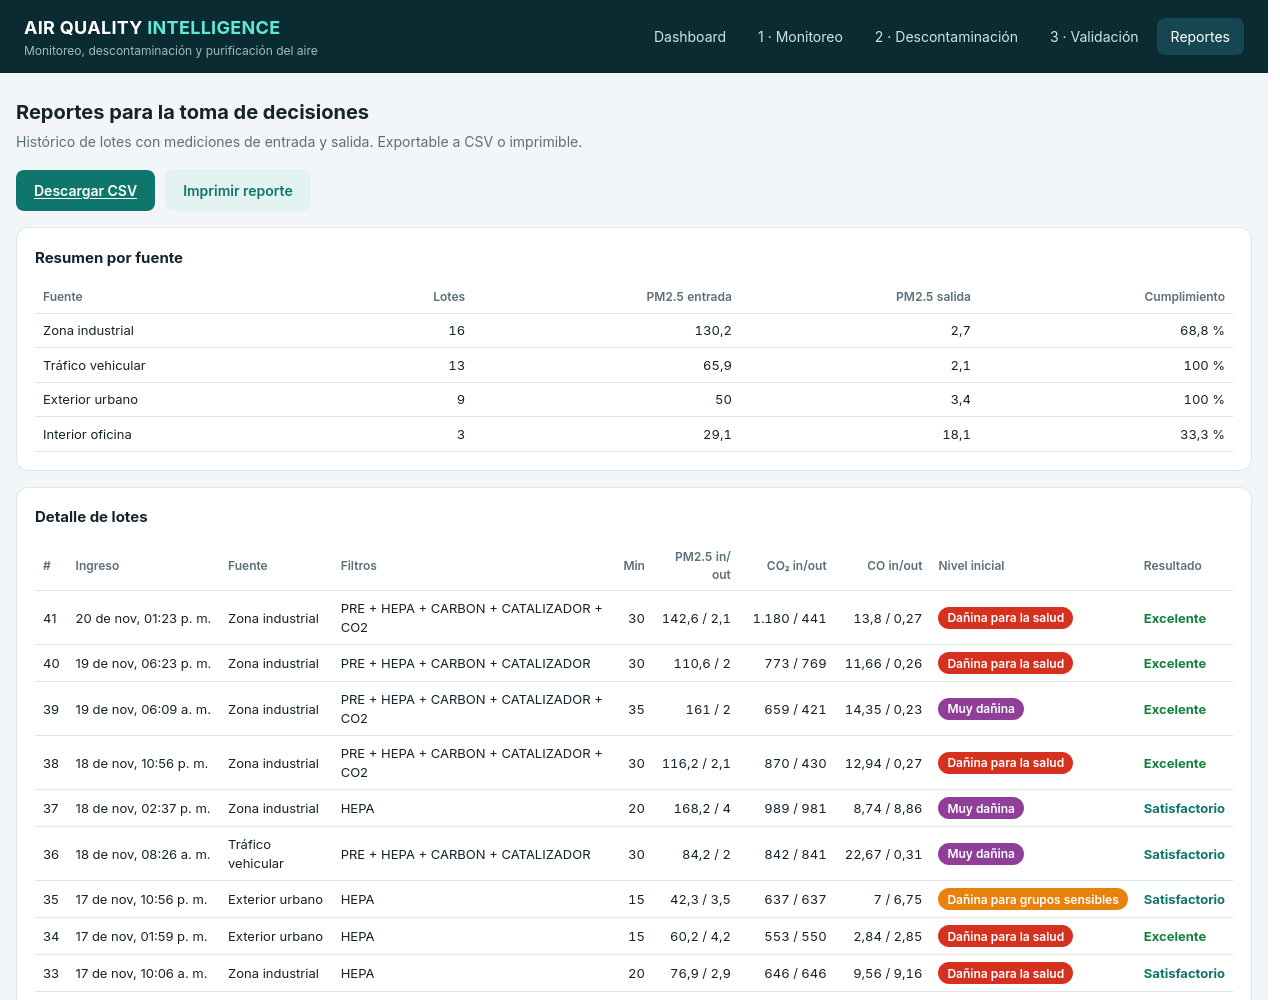 AIR QUALITY INTELLIGENCE
Monitoreo, descontaminación y purificación del aire
Dashboard 1 · Monitoreo 2 · Descontaminación 3 · Validación Reportes
Reportes para la toma de decisiones
Histórico de lotes con mediciones de entrada y salida. Exportable a CSV o imprimible.
Descargar CSV Imprimir reporte
Resumen por fuente
Fuente Lotes PM2.5 entrada PM2.5 salida Cumplimiento
Zona industrial 16 130,2 2,7 68,8 %
Tráfico vehicular 13 65,9 2,1 100 %
Exterior urbano 9 50 3,4 100 %
Interior oficina 3 29,1 18,1 33,3 %
Detalle de lotes
# Ingreso Fuente Filtros Min PM2.5 in/
out CO₂ in/out CO in/out Nivel inicial Resultado
41 20 de nov, 01:23 p. m. Zona industrial PRE + HEPA + CARBON + CATALIZADOR +
CO2 30 142,6 / 2,1 1.180 / 441 13,8 / 0,27 Dañina para la salud Excelente
40 19 de nov, 06:23 p. m. Zona industrial PRE + HEPA + CARBON + CATALIZADOR 30 110,6 / 2 773 / 769 11,66 / 0,26 Dañina para la salud Excelente
39 19 de nov, 06:09 a. m. Zona industrial PRE + HEPA + CARBON + CATALIZADOR +
CO2 35 161 / 2 659 / 421 14,35 / 0,23 Muy dañina Excelente
38 18 de nov, 10:56 p. m. Zona industrial PRE + HEPA + CARBON + CATALIZADOR +
CO2 30 116,2 / 2,1 870 / 430 12,94 / 0,27 Dañina para la salud Excelente
37 18 de nov, 02:37 p. m. Zona industrial HEPA 20 168,2 / 4 989 / 981 8,74 / 8,86 Muy dañina Satisfactorio
36 18 de nov, 08:26 a. m. Tráfico
vehicular PRE + HEPA + CARBON + CATALIZADOR 30 84,2 / 2 842 / 841 22,67 / 0,31 Muy dañina Satisfactorio
35 17 de nov, 10:56 p. m. Exterior urbano HEPA 15 42,3 / 3,5 637 / 637 7 / 6,75 Dañina para grupos sensibles Satisfactorio
34 17 de nov, 01:59 p. m. Exterior urbano HEPA 15 60,2 / 4,2 553 / 550 2,84 / 2,85 Dañina para la salud Excelente
33 17 de nov, 10:06 a. m. Zona industrial HEPA 20 76,9 / 2,9 646 / 646 9,56 / 9,16 Dañina para la salud Satisfactorio